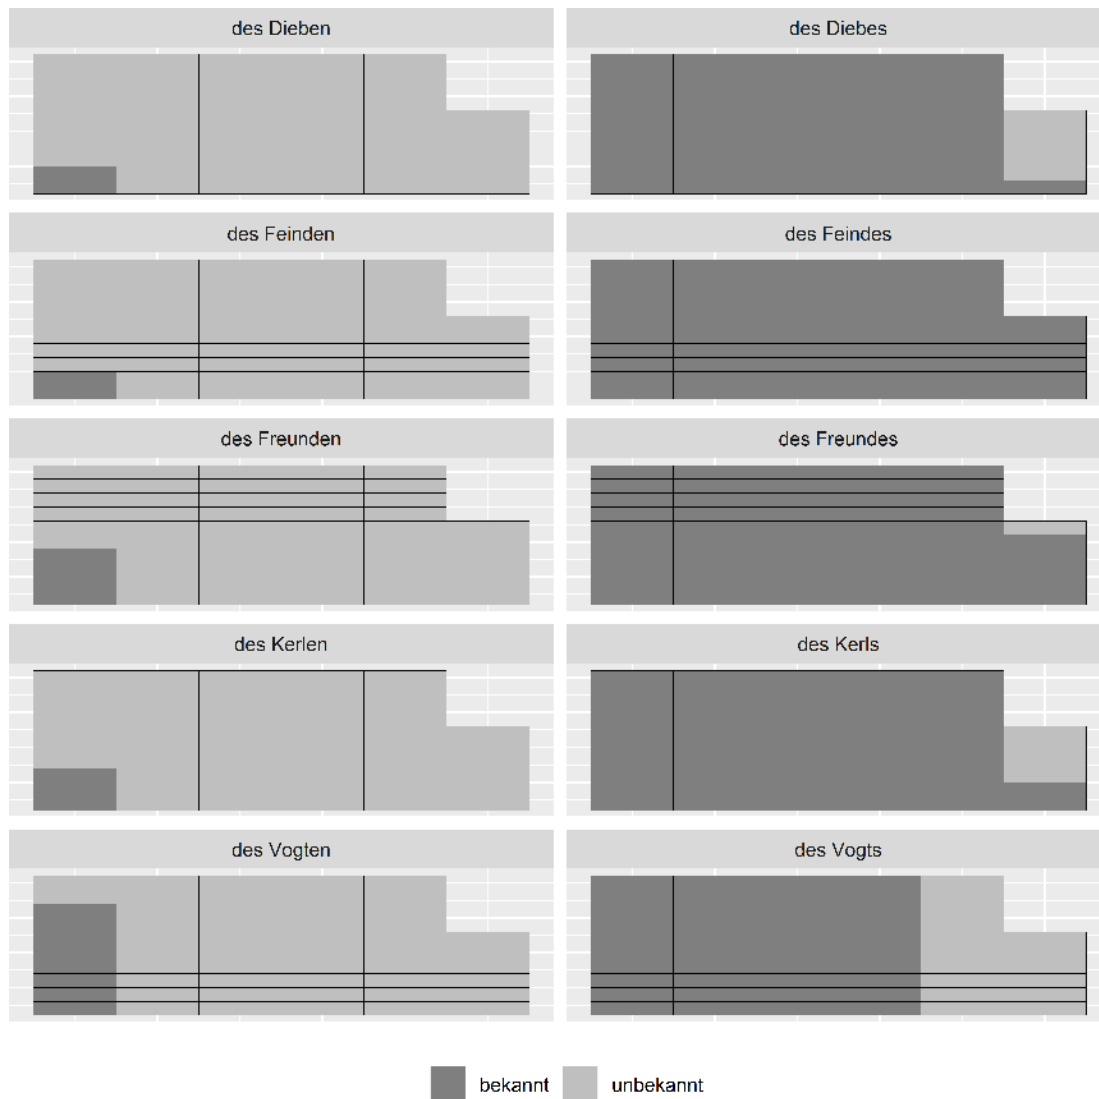 des Dieben
des Diebes
des Feinden
des Feindes
des Freunden
des Freundes
des Kerlen
des Kerls
des Vogten
des Vogts
bekannt
unbekannt